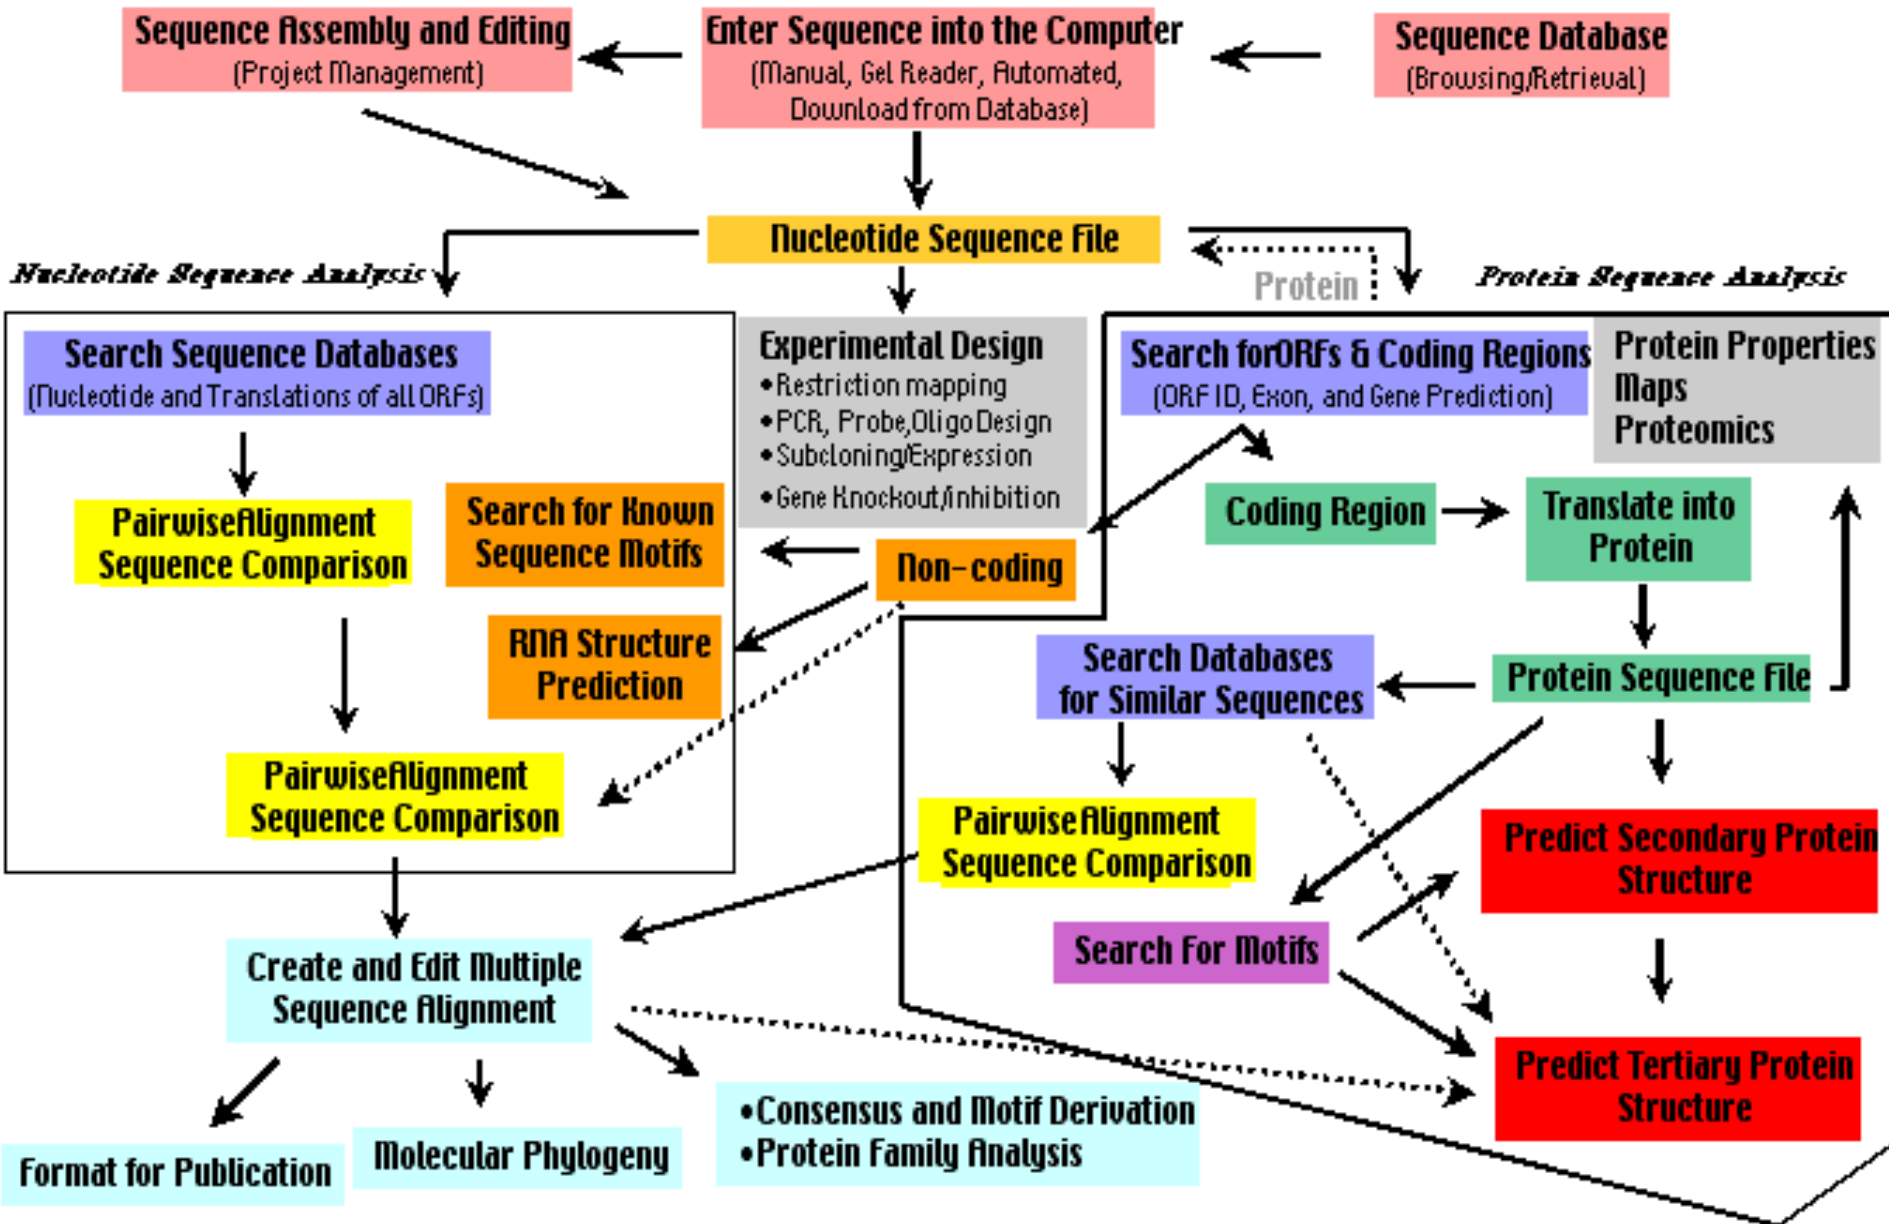 Sequence Assembly and Editing
(Project Management)
Enter Sequence into the Computer
(Manual, Gel Reader, Automated,
Download from Database)
Sequence Database
(Browsing/Retrieval)
Nucleotide Sequence File
Nucleotide Sequence Analysis
Protein
Protein Sequence Analysis
Search Sequence Databases
(Nucleotide and Translations of all ORFs)
Experimental Design
•Restriction mapping
•PCR, Probe,Oligo Design
•Subcloning/Expression
•Gene Knockout/inhibition
Search forORFs & Coding Regions
(ORF ID, Exon, and Gene Prediction)
Protein Properties
Maps
Proteomics
PairwiseAlignment
Sequence Comparison
Search for Known
Sequence Motifs
Non-coding
Coding Region
Translate into
Protein
RNA Structure
Prediction
Search Databases
for Similar Sequences
Protein Sequence File
PairwiseAlignment
Sequence Comparison
PairwiseAlignment
Sequence Comparison
Predict Secondary Protein
Structure
Search For Motifs
Create and Edit Multiple
Sequence Alignment
Predict Tertiary Protein
Structure
•Consensus and Motif Derivation
•Protein Family Analysis
Format for Publication
Molecular Phylogeny